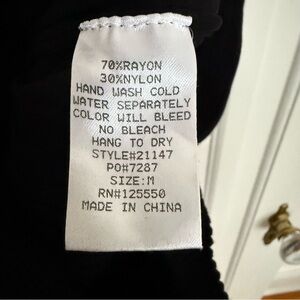 70%RAYON
30%NYLON
HAND WASH COLD
WATER SEPARATELY
COLOR WILL BLEED
NO BLEACH
HANG TO DRY
STYLE#21147
PO#7287
SIZE:M
RN#125550
MADE IN CHINA